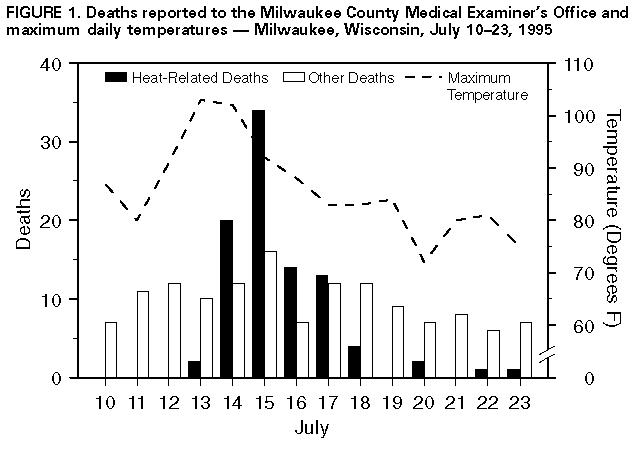 FIGURE 1. Deaths reported to the Milwaukee County Medical Examiner's Office and
maximum daily temperatures — Milwaukee, Wisconsin, July 10–23, 1995
Heat-Related Deaths
Other Deaths
Maximum
Temperature
Deaths
40
30
20
10
0
Temperature (Degrees F)
110
100
90
80
70
60
0
10 11 12 13 14 15 16 17 18 19 20 21 22 23
July